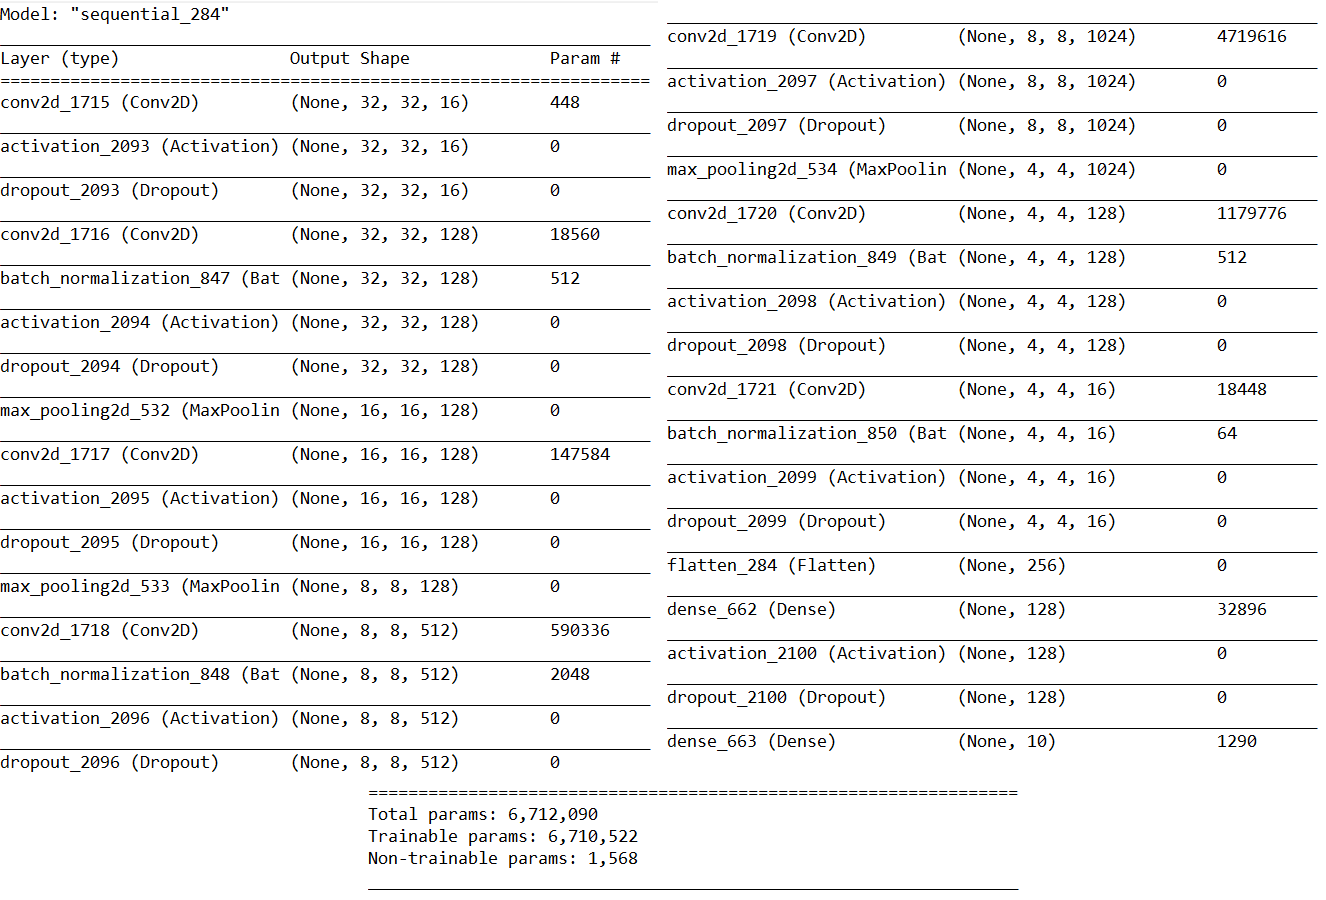 Model: "sequential_284"
Layer (type) Output Shape Param #
=================================================================
conv2d_1715 (Conv2D) (None, 32, 32, 16) 448
activation_2093 (Activation) (None, 32, 32, 16) 0
dropout_2093 (Dropout) (None, 32, 32, 16) 0
conv2d_1716 (Conv2D) (None, 32, 32, 128) 18560
batch_normalization_847 (Bat (None, 32, 32, 128) 512
activation_2094 (Activation) (None, 32, 32, 128) 0
dropout_2094 (Dropout) (None, 32, 32, 128) 0
max_pooling2d_532 (MaxPoolin (None, 16, 16, 128) 0
conv2d_1717 (Conv2D) (None, 16, 16, 128) 147584
activation_2095 (Activation) (None, 16, 16, 128) 0
dropout_2095 (Dropout) (None, 16, 16, 128) 0
max_pooling2d_533 (MaxPoolin (None, 8, 8, 128) 0
conv2d_1718 (Conv2D) (None, 8, 8, 512) 590336
batch_normalization_848 (Bat (None, 8, 8, 512) 2048
activation_2096 (Activation) (None, 8, 8, 512) 0
dropout_2096 (Dropout) (None, 8, 8, 512) 0
conv2d_1719 (Conv2D) (None, 8, 8, 1024) 4719616
activation_2097 (Activation) (None, 8, 8, 1024) 0
dropout_2097 (Dropout) (None, 8, 8, 1024) 0
max_pooling2d_534 (MaxPoolin (None, 4, 4, 1024) 0
conv2d_1720 (Conv2D) (None, 4, 4, 128) 1179776
batch_normalization_849 (Bat (None, 4, 4, 128) 512
activation_2098 (Activation) (None, 4, 4, 128) 0
dropout_2098 (Dropout) (None, 4, 4, 128) 0
conv2d_1721 (Conv2D) (None, 4, 4, 16) 18448
batch_normalization_850 (Bat (None, 4, 4, 16) 64
activation_2099 (Activation) (None, 4, 4, 16) 0
dropout_2099 (Dropout) (None, 4, 4, 16) 0
flatten_284 (Flatten) (None, 256) 0
dense_662 (Dense) (None, 128) 32896
activation_2100 (Activation) (None, 128) 0
dropout_2100 (Dropout) (None, 128) 0
dense_663 (Dense) (None, 10) 1290
=================================================================
Total params: 6,712,090
Trainable params: 6,710,522
Non-trainable params: 1,568